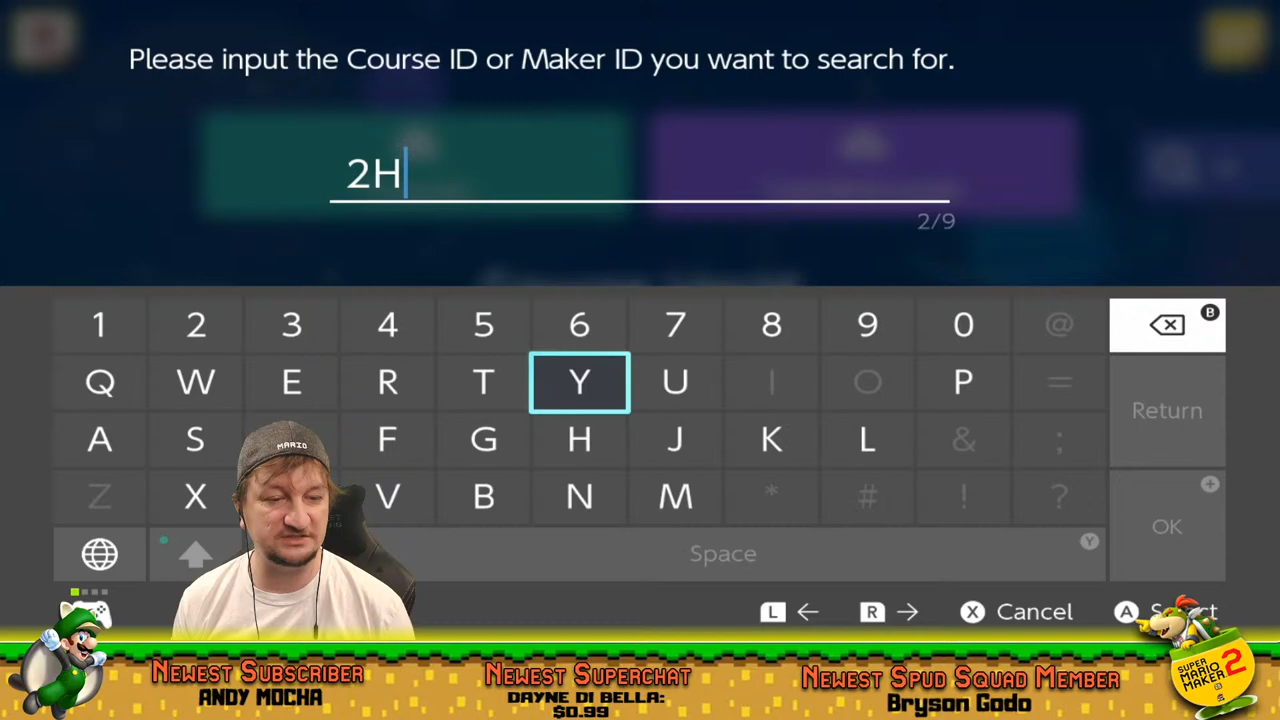 Please input the Course ID or Maker ID you want to search for.
2H
2/9
1 2 3 4 5 6 7 8 9 0 @ B
Q W E R T Y U I O P =
Return
A S F G H J K L & ;
Z X V B N M * # ! ? +
OK
Space Y
MARIO
L ← R → X Cancel A
NEWEST SUBSCRIBER
ANDY MOCHA
NEWEST SUPERCHAT
DAYNE DI BELLA:
$0.99
NEWEST SPUD SQUAD MEMBER
BRYSON GODO
SUPER
MARIO
MAKER 2